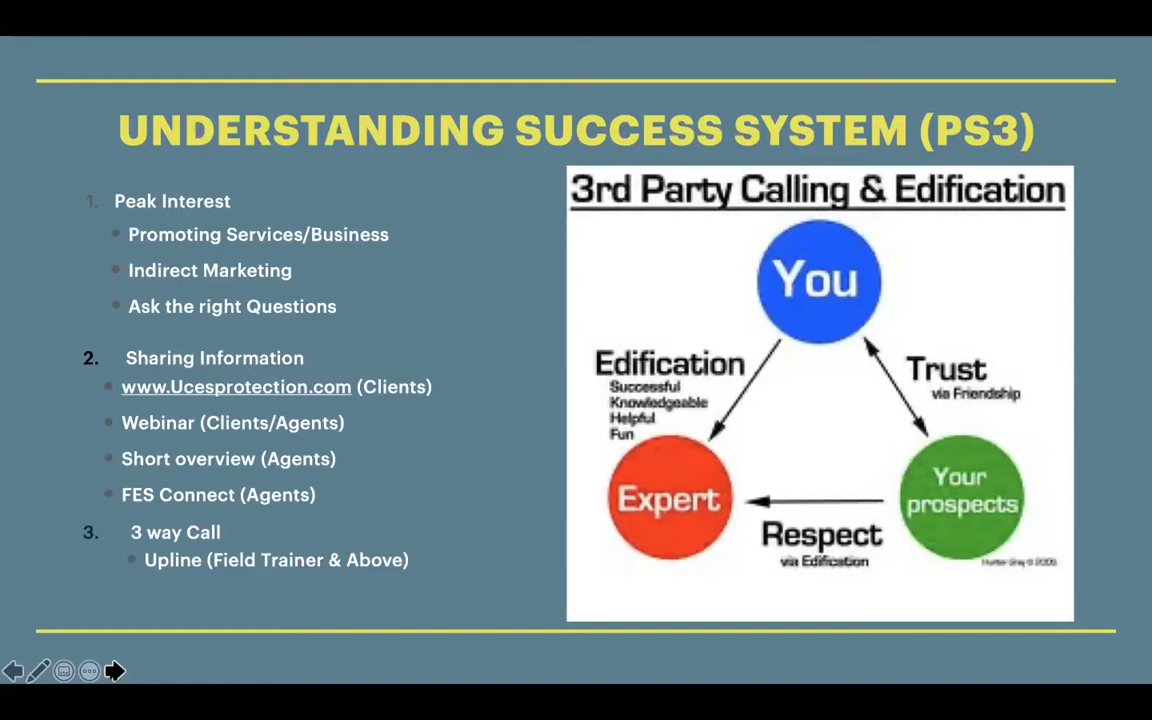 UNDERSTANDING SUCCESS SYSTEM (PS3)
1. Peak Interest
Promoting Services/Business
Indirect Marketing
Ask the right Questions
2. Sharing Information
www.Ucesprotection.com (Clients)
Webinar (Clients/Agents)
Short overview (Agents)
FES Connect (Agents)
3. 3 way Call
Upline (Field Trainer & Above)
3rd Party Calling & Edification
You
Edification
Successful
Knowledgeable
Helpful
Fun
Trust
via Friendship
Expert
Your
prospects
Respect
via Edification